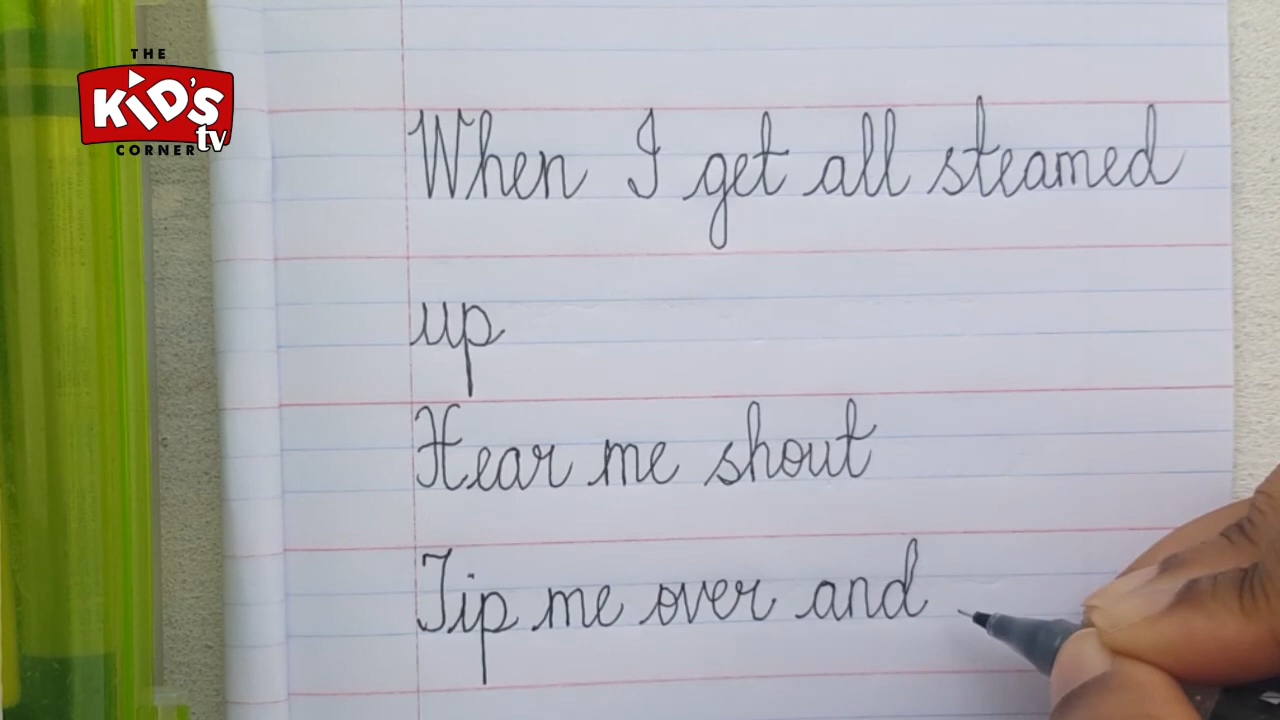 THE
KiD'S
tv
CORNER
When I get all steamed
up
Hear me shout
Tip me over and